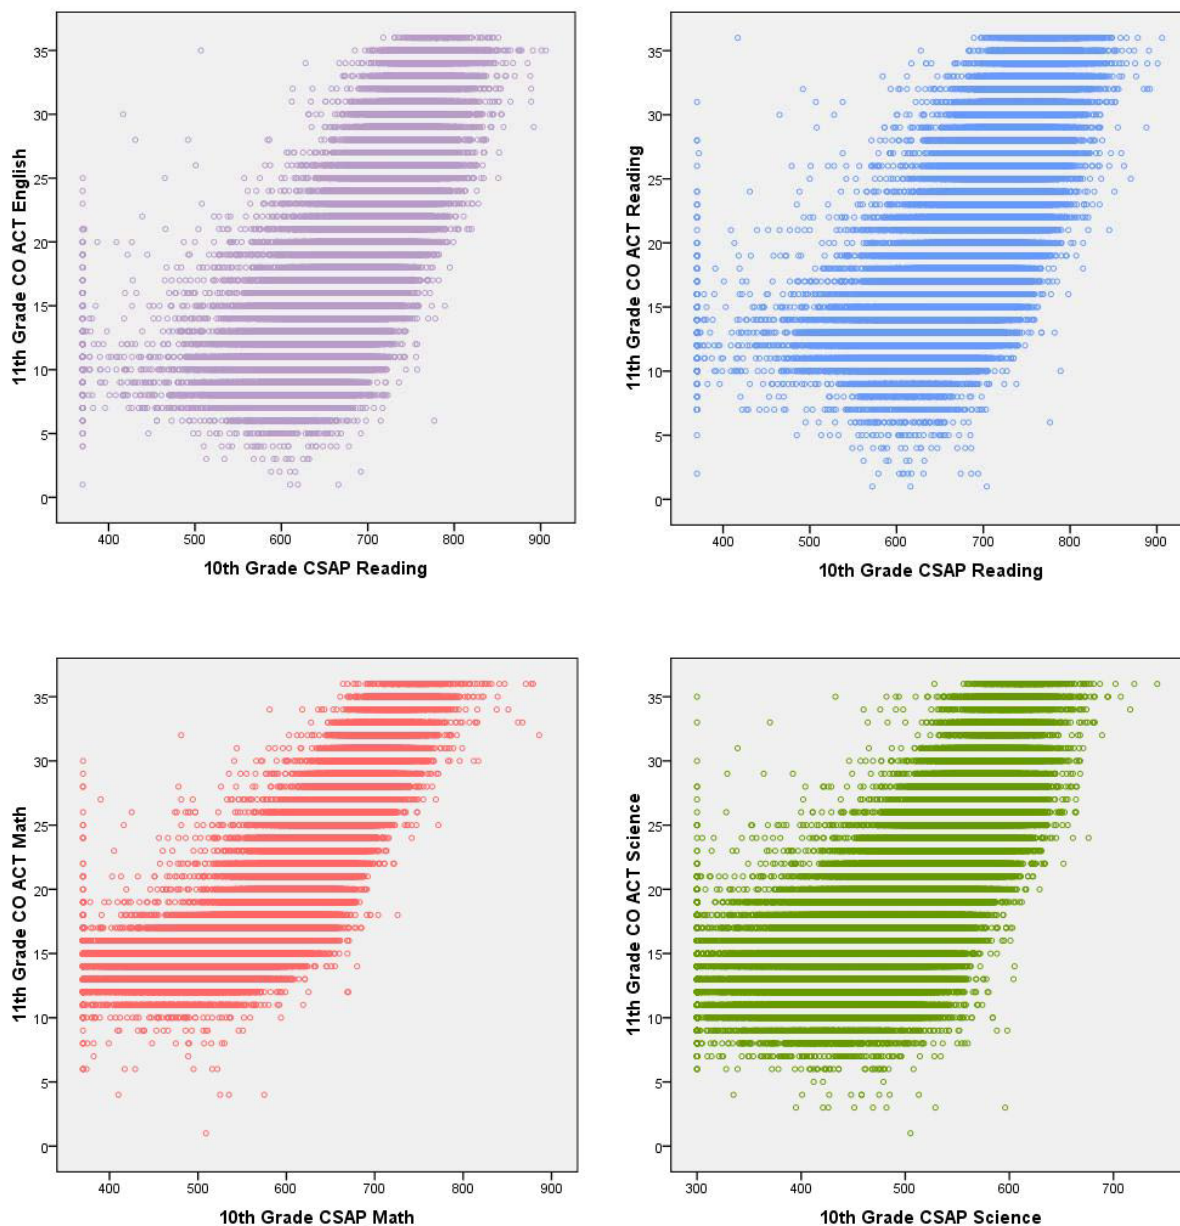 35
30
25
20
15
10
5
0
11th Grade CO ACT English
400 500 600 700 800 900
10th Grade CSAP Reading
35
30
25
20
15
10
5
0
11th Grade CO ACT Reading
400 500 600 700 800 900
10th Grade CSAP Reading
35
30
25
20
15
10
5
0
11th Grade CO ACT Math
400 500 600 700 800 900
10th Grade CSAP Math
35
30
25
20
15
10
5
0
11th Grade CO ACT Science
300 400 500 600 700
10th Grade CSAP Science